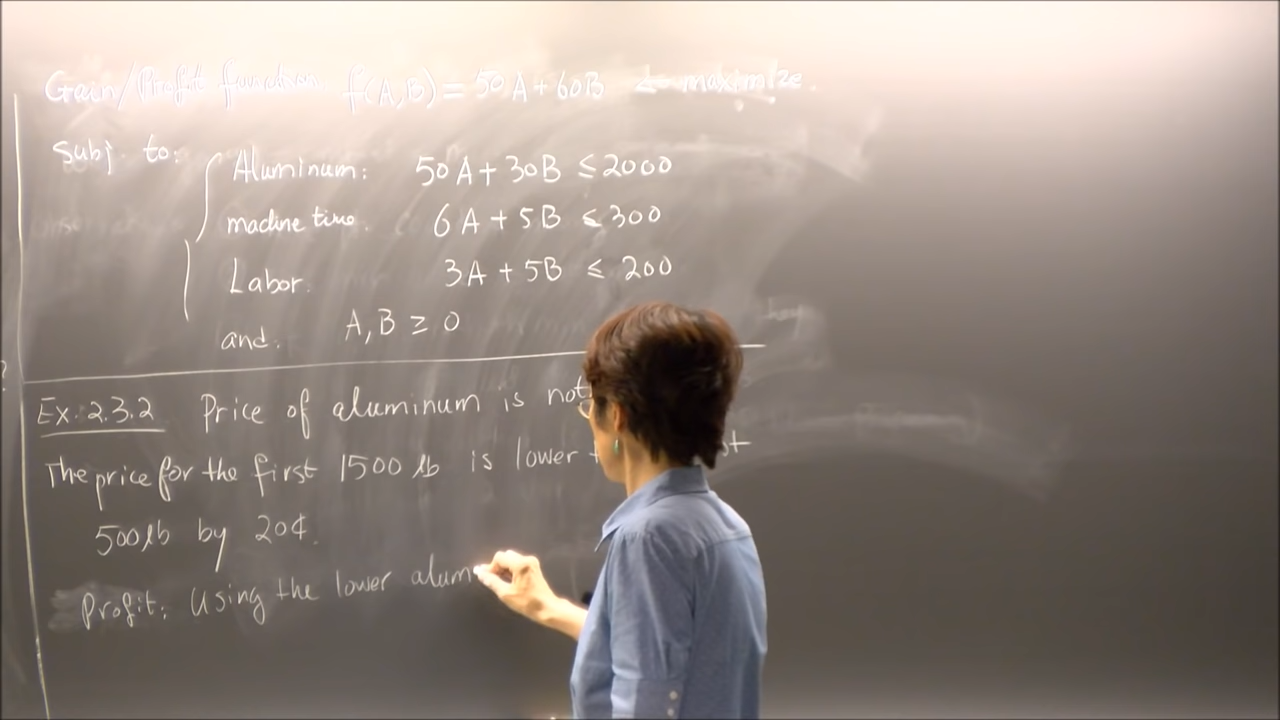 Gain/Profit function. f(A,B) = 50A + 60B ← maximize.
Subj. to:
Aluminum: 50A + 30B ≤ 2000
machine time. 6A + 5B ≤ 300
Labor. 3A + 5B ≤ 200
and. A, B ≥ 0
Ex. 2.3.2 Price of aluminum is not
The price for the first 1500 lb is lower
500 lb by 20¢.
Profit: Using the lower alum